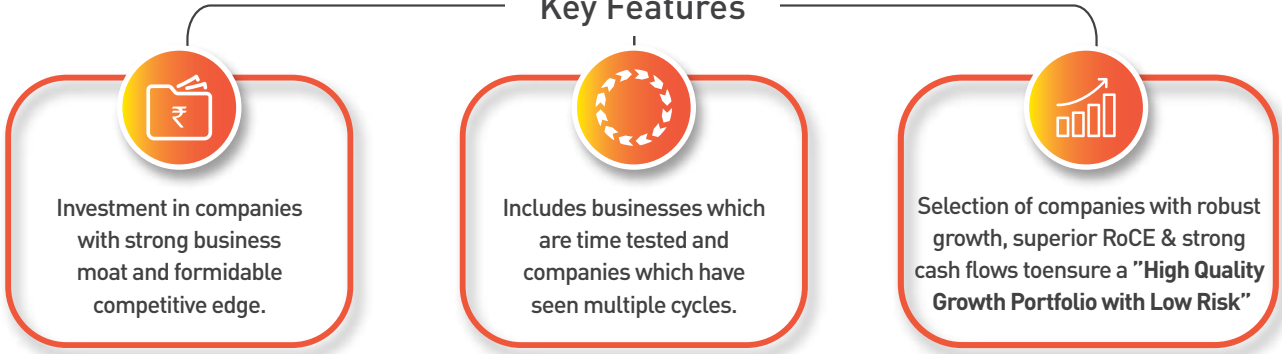 Key Features
₹
Investment in companies
with strong business
moat and formidable
competitive edge.
Includes businesses which
are time tested and
companies which have
seen multiple cycles.
Selection of companies with robust
growth, superior RoCE & strong
cash flows toensure a ”High Quality
Growth Portfolio with Low Risk”